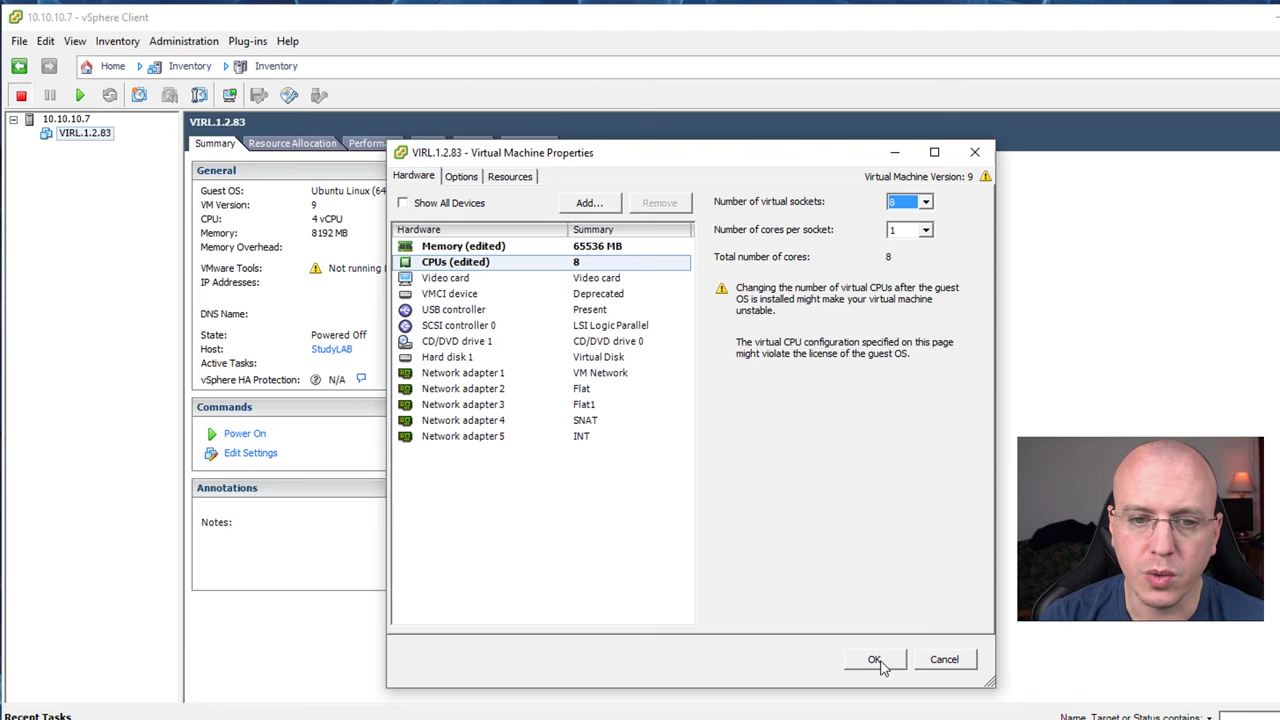 10.10.10.7 - vSphere Client
File Edit View Inventory Administration Plug-ins Help
Home Inventory Inventory
10.10.10.7
VIRL.1.2.83
VIRL.1.2.83
Summary Resource Allocation Perform
General
Guest OS: Ubuntu Linux (64
VM Version: 9
CPU: 4 vCPU
Memory: 8192 MB
Memory Overhead:
VMware Tools: Not running (
IP Addresses:
DNS Name:
State: Powered Off
Host: StudyLAB
Active Tasks:
vSphere HA Protection: N/A
Commands
Power On
Edit Settings
Annotations
Notes:
VIRL.1.2.83 - Virtual Machine Properties
Hardware Options Resources
Virtual Machine Version: 9
Show All Devices Add... Remove
Hardware Summary
Memory (edited) 65536 MB
CPUs (edited) 8
Video card Video card
VMCI device Deprecated
USB controller Present
SCSI controller 0 LSI Logic Parallel
CD/DVD drive 1 CD/DVD drive 0
Hard disk 1 Virtual Disk
Network adapter 1 VM Network
Network adapter 2 Flat
Network adapter 3 Flat1
Network adapter 4 SNAT
Network adapter 5 INT
Number of virtual sockets: 8
Number of cores per socket: 1
Total number of cores: 8
Changing the number of virtual CPUs after the guest
OS is installed might make your virtual machine
unstable.
The virtual CPU configuration specified on this page
might violate the license of the guest OS.
OK Cancel
Recent Tasks
Name, Target or Status contains: